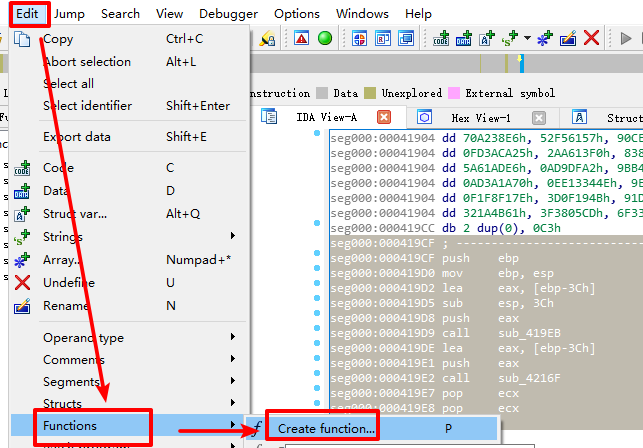 Edit Jump Search View Debugger Options Windows Help
Copy Ctrl+C
Abort selection Alt+L
Select all
Select identifier Shift+Enter
Export data Shift+E
Code C
Data D
Struct var... Alt+Q
Strings
Array.. Numpad+*
Undefine U
Rename N
Operand type
Comments
Segments
Structs
Functions
Create function... P
nstruction Data Unexplored External symbol
IDA View-A Hex View-1 Struct
seg000:00041904 dd 70A238E6h, 52F56157h, 90CE
seg000:00041904 dd 0FD3ACA25h, 2AA613F0h, 838
seg000:00041904 dd 5A61ADE6h, 0AD9DFA2h, 9BB4
seg000:00041904 dd 0AD3A1A70h, 0EE13344Eh, 9E
seg000:00041904 dd 0F1F8F17Eh, 3D0F194Bh, 91D
seg000:00041904 dd 321A4B61h, 3F3805CDh, 6F33
seg000:000419CC db 2 dup(0), 0C3h
seg000:000419CF ; ---------------------------
seg000:000419CF push ebp
seg000:000419D0 mov ebp, esp
seg000:000419D2 lea eax, [ebp-3Ch]
seg000:000419D5 sub esp, 3Ch
seg000:000419D8 push eax
seg000:000419D9 call sub_419EB
seg000:000419DE lea eax, [ebp-3Ch]
seg000:000419E1 push eax
seg000:000419E2 call sub_4216F
seg000:000419E7 pop ecx
seg000:000419E8 pop ecx